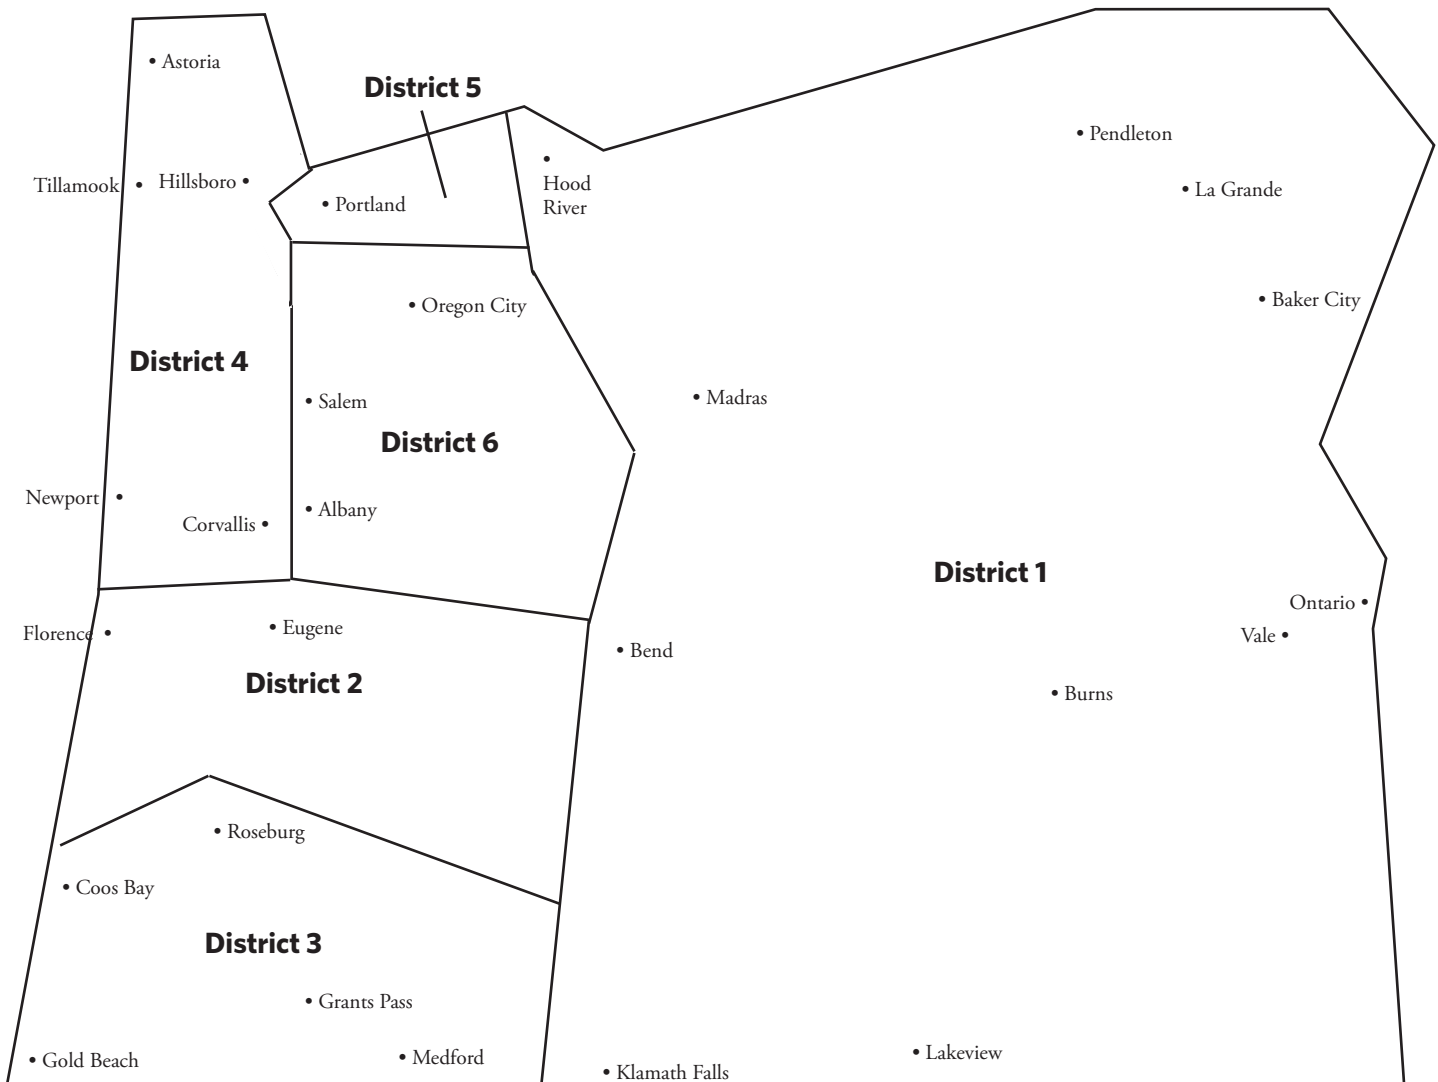 Astoria
District 5
Pendleton
Tillamook
Hillsboro
Hood
River
La Grande
Portland
Baker City
Oregon City
District 4
Madras
Salem
District 6
Newport
Albany
Corvallis
District 1
Ontario
Florence
Eugene
Vale
Bend
District 2
Burns
Roseburg
Coos Bay
District 3
Grants Pass
Lakeview
Gold Beach
Medford
Klamath Falls